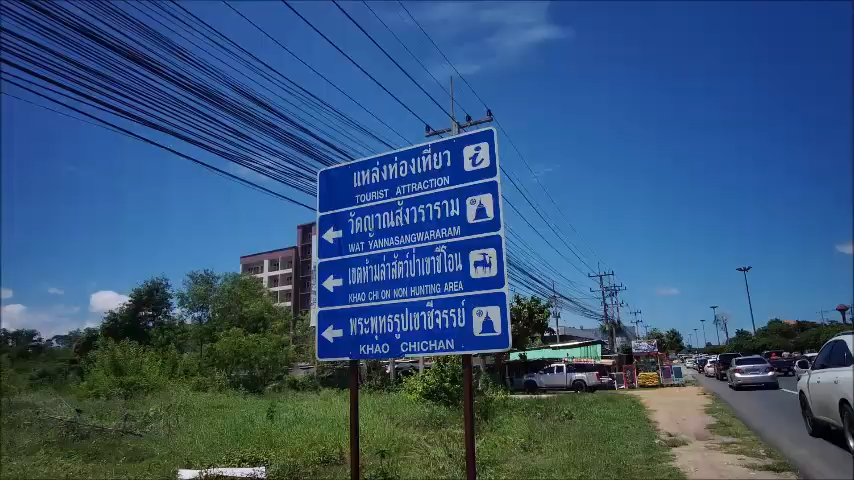 แหล่งท่องเที่ยว
TOURIST ATTRACTION
วัดญาณสังวราราม
WAT YANNASANGWARARAM
เขตห้ามล่าสัตว์ป่าเขาชีโอน
KHAO CHI ON NON HUNTING AREA
พระพุทธรูปเขาชีจรรย์
KHAO CHICHAN